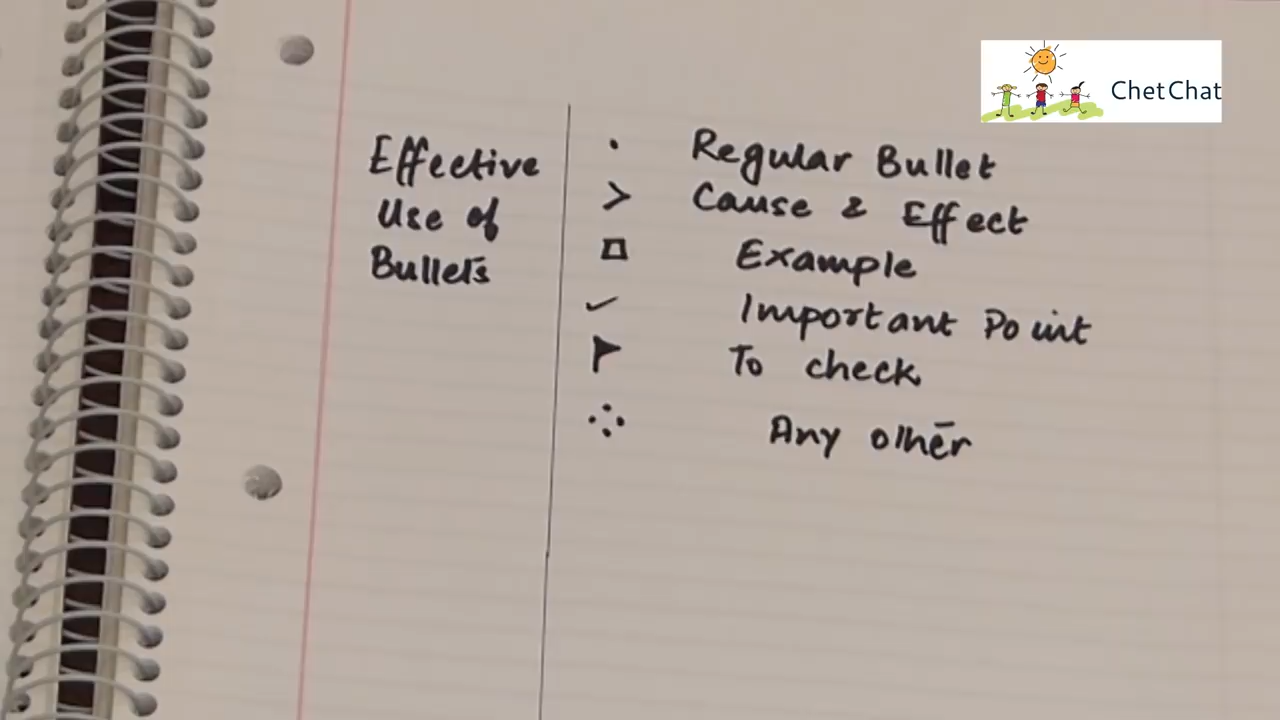 ChetChat
Effective
Use of
Bullets
• Regular Bullet
> Cause & Effect
□ Example
✓ Important Point
➤ To check
⁘ Any other